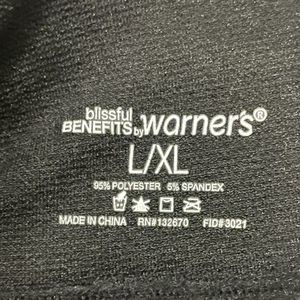 blissful
BENEFITS by warner's®
L/XL
95% POLYESTER 5% SPANDEX
MADE IN CHINA RN#132670 FID#3021